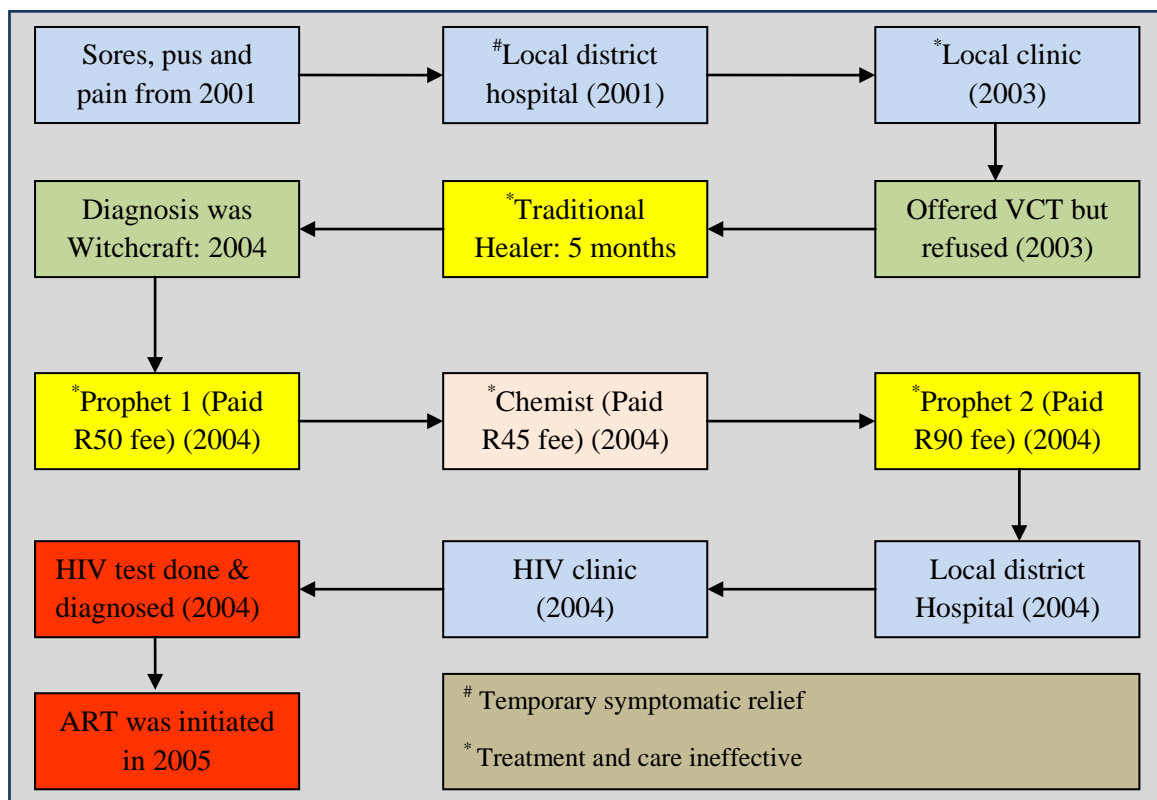 Sores, pus and
pain from 2001
#Local district
hospital (2001)
*Local clinic
(2003)
Offered VCT but
refused (2003)
*Traditional
Healer: 5 months
Diagnosis was
Witchcraft: 2004
*Prophet 1 (Paid
R50 fee) (2004)
*Chemist (Paid
R45 fee) (2004)
*Prophet 2 (Paid
R90 fee) (2004)
Local district
Hospital (2004)
HIV clinic
(2004)
HIV test done &
diagnosed (2004)
ART was initiated
in 2005
# Temporary symptomatic relief
* Treatment and care ineffective